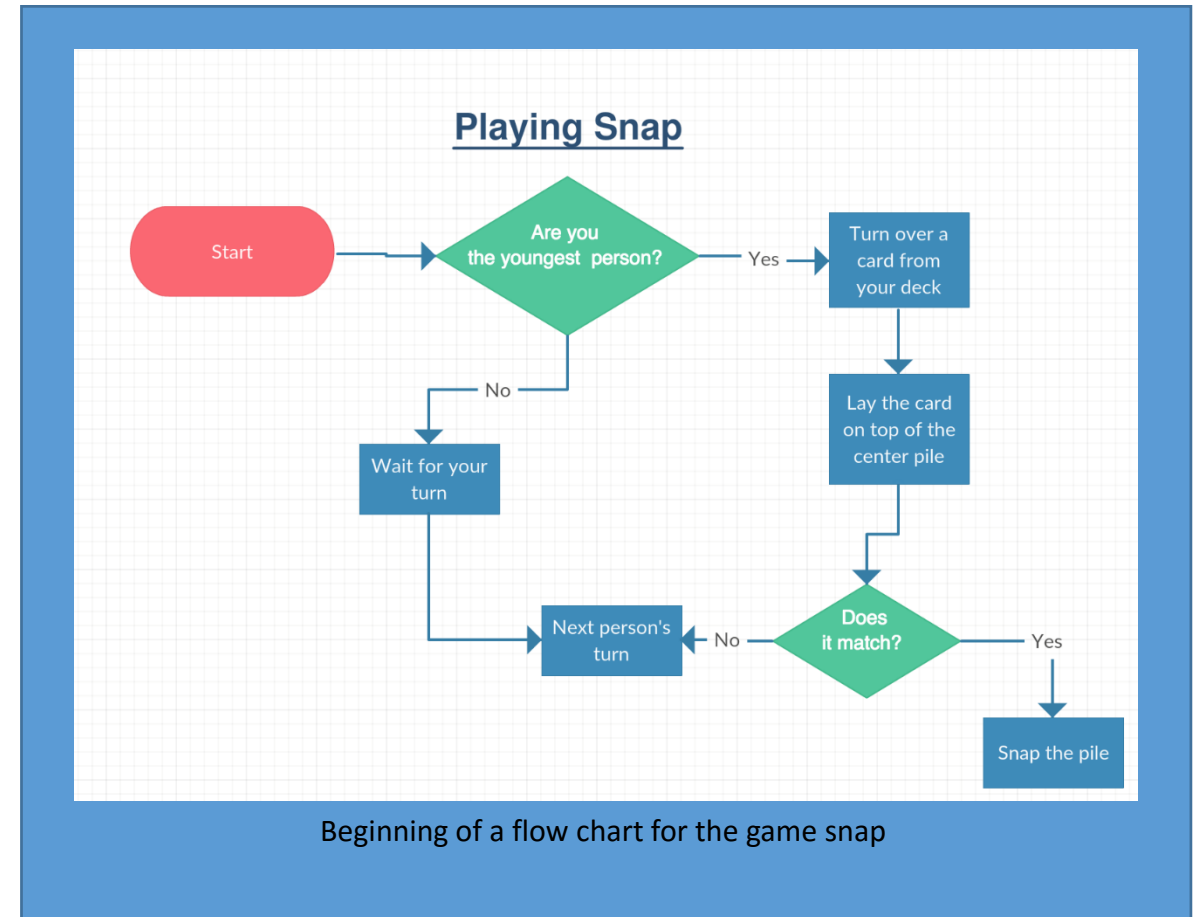 Playing Snap
Start
Are you
the youngest person?
Yes
Turn over a
card from
your deck
No
Lay the card
on top of the
center pile
Wait for your
turn
Does
it match?
Next person's
turn
No
Yes
Snap the pile
Beginning of a flow chart for the game snap